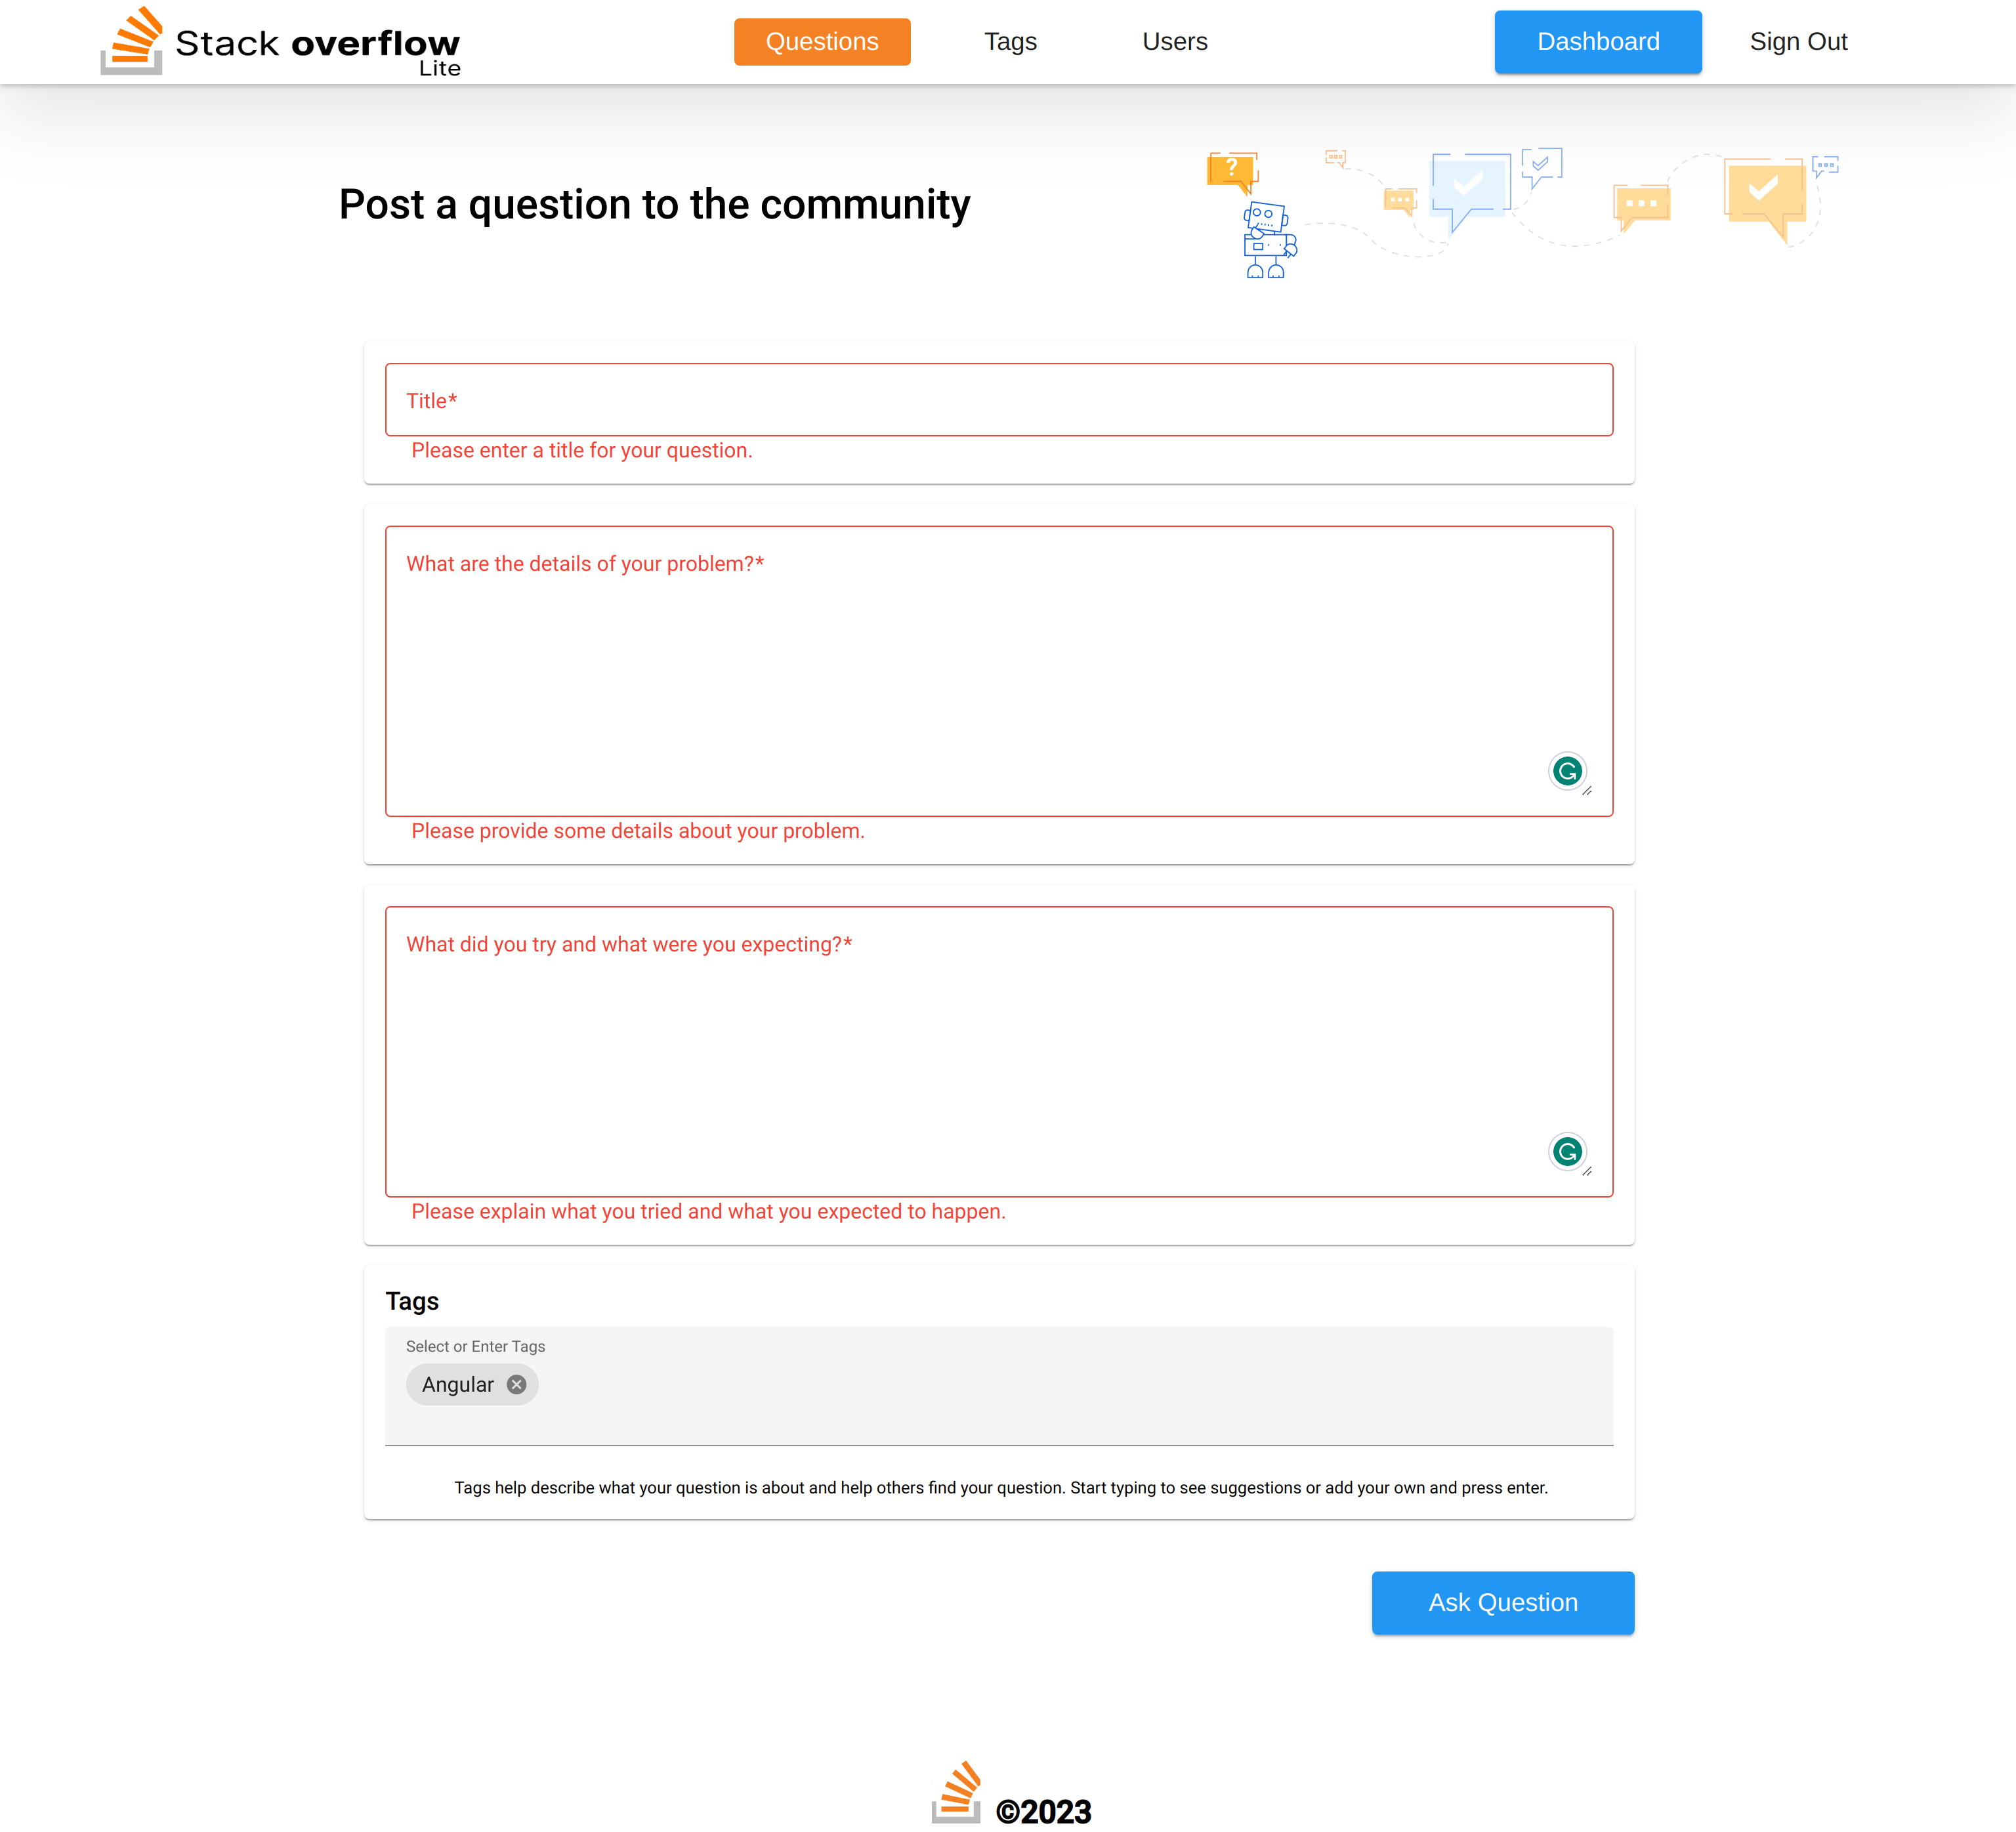 Stack overflow
Lite
Questions
Tags
Users
Dashboard
Sign Out
?
Post a question to the community
Title*
Please enter a title for your question.
What are the details of your problem?*
Please provide some details about your problem.
What did you try and what were you expecting?*
Please explain what you tried and what you expected to happen.
Tags
Select or Enter Tags
Angular
Tags help describe what your question is about and help others find your question. Start typing to see suggestions or add your own and press enter.
Ask Question
©2023